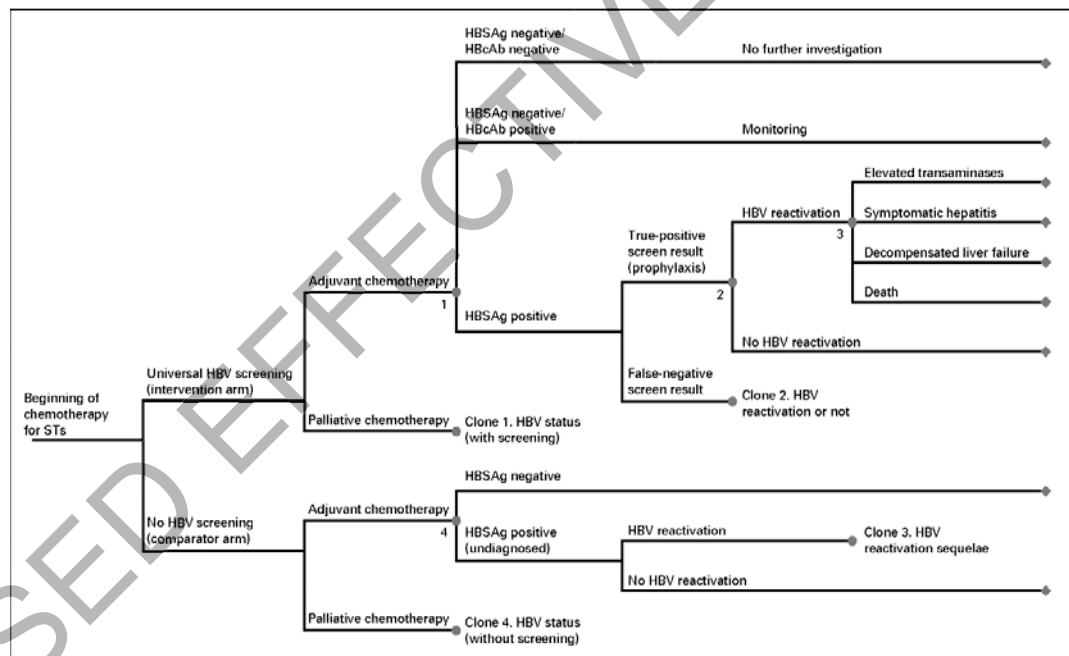 HBSAg negative/
HBcAb negative
No further investigation
HBSAg negative/
HBcAb positive
Monitoring
Elevated transaminases
HBV reactivation
Symptomatic hepatitis
3
True-positive
screen result
(prophylaxis)
Decompensated liver failure
Adjuvant chemotherapy
1
2
Death
HBSAg positive
No HBV reactivation
Universal HBV screening
(intervention arm)
False-negative
screen result
Beginning of
chemotherapy
for STs
Clone 2. HBV
reactivation or not
Palliative chemotherapy
Clone 1. HBV status
(with screening)
HBSAg negative
Adjuvant chemotherapy
No HBV screening
(comparator arm)
4
HBSAg positive
(undiagnosed)
HBV reactivation
Clone 3. HBV
reactivation sequelae
No HBV reactivation
Palliative chemotherapy
Clone 4. HBV status
(without screening)
SED EFFECTIVE